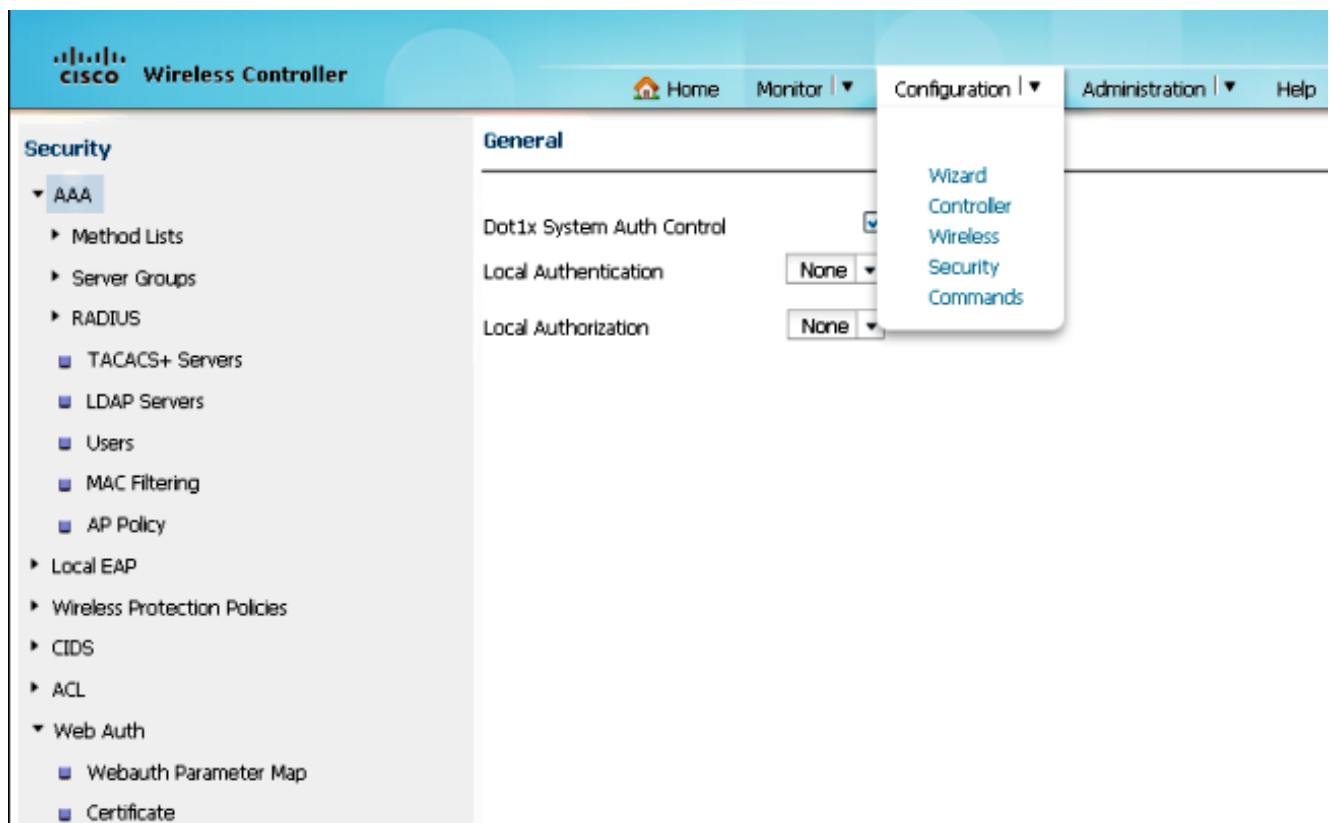 CISCO Wireless Controller
Home Monitor Configuration Administration Help
Security
AAA
Method Lists
Server Groups
RADIUS
TACACS+ Servers
LDAP Servers
Users
MAC Filtering
AP Policy
Local EAP
Wireless Protection Policies
CIDS
ACL
Web Auth
Webauth Parameter Map
Certificate
General
Dot1x System Auth Control
Local Authentication None
Local Authorization None
Wizard
Controller
Wireless
Security
Commands